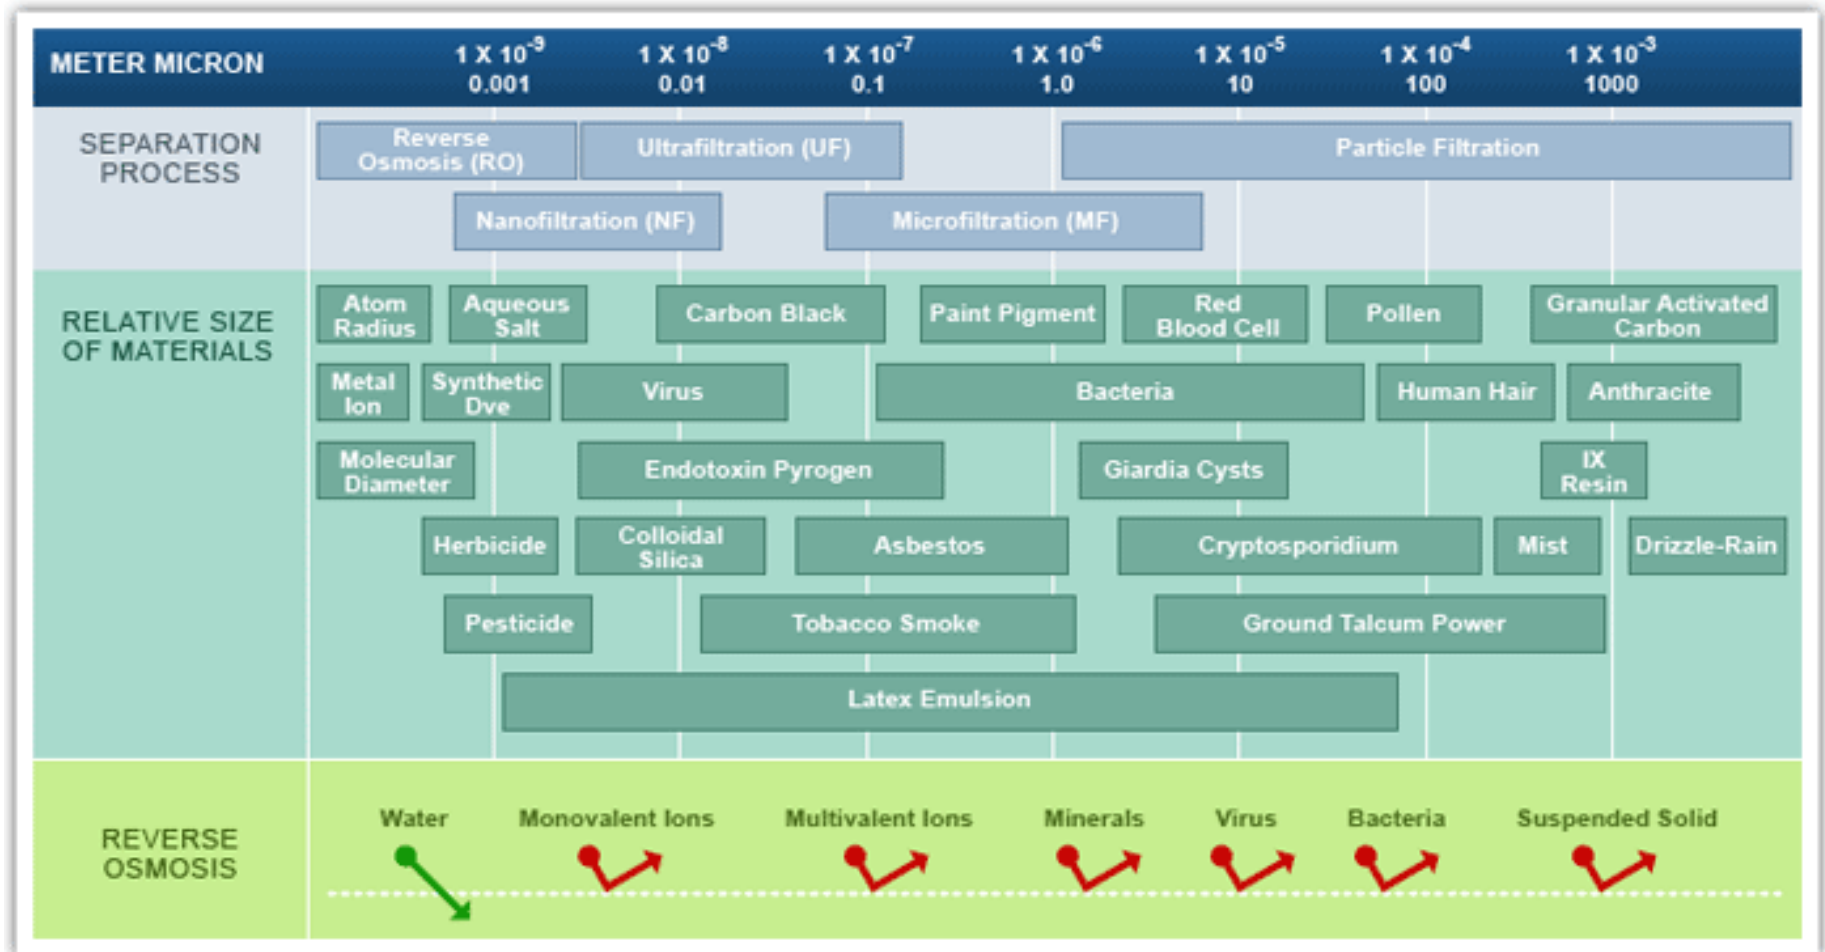 METER MICRON
1 X 10⁻⁹ 1 X 10⁻⁸ 1 X 10⁻⁷ 1 X 10⁻⁶ 1 X 10⁻⁵ 1 X 10⁻⁴ 1 X 10⁻³
0.001 0.01 0.1 1.0 10 100 1000
SEPARATION
PROCESS
Reverse
Osmosis (RO)
Ultrafiltration (UF)
Particle Filtration
Nanofiltration (NF)
Microfiltration (MF)
RELATIVE SIZE
OF MATERIALS
Atom
Radius
Aqueous
Salt
Carbon Black
Paint Pigment
Red
Blood Cell
Pollen
Granular Activated
Carbon
Metal
Ion
Synthetic
Dve
Virus
Bacteria
Human Hair
Anthracite
Molecular
Diameter
Endotoxin Pyrogen
Giardia Cysts
IX
Resin
Herbicide
Colloidal
Silica
Asbestos
Cryptosporidium
Mist
Drizzle-Rain
Pesticide
Tobacco Smoke
Ground Talcum Power
Latex Emulsion
REVERSE
OSMOSIS
Water
Monovalent Ions
Multivalent Ions
Minerals
Virus
Bacteria
Suspended Solid